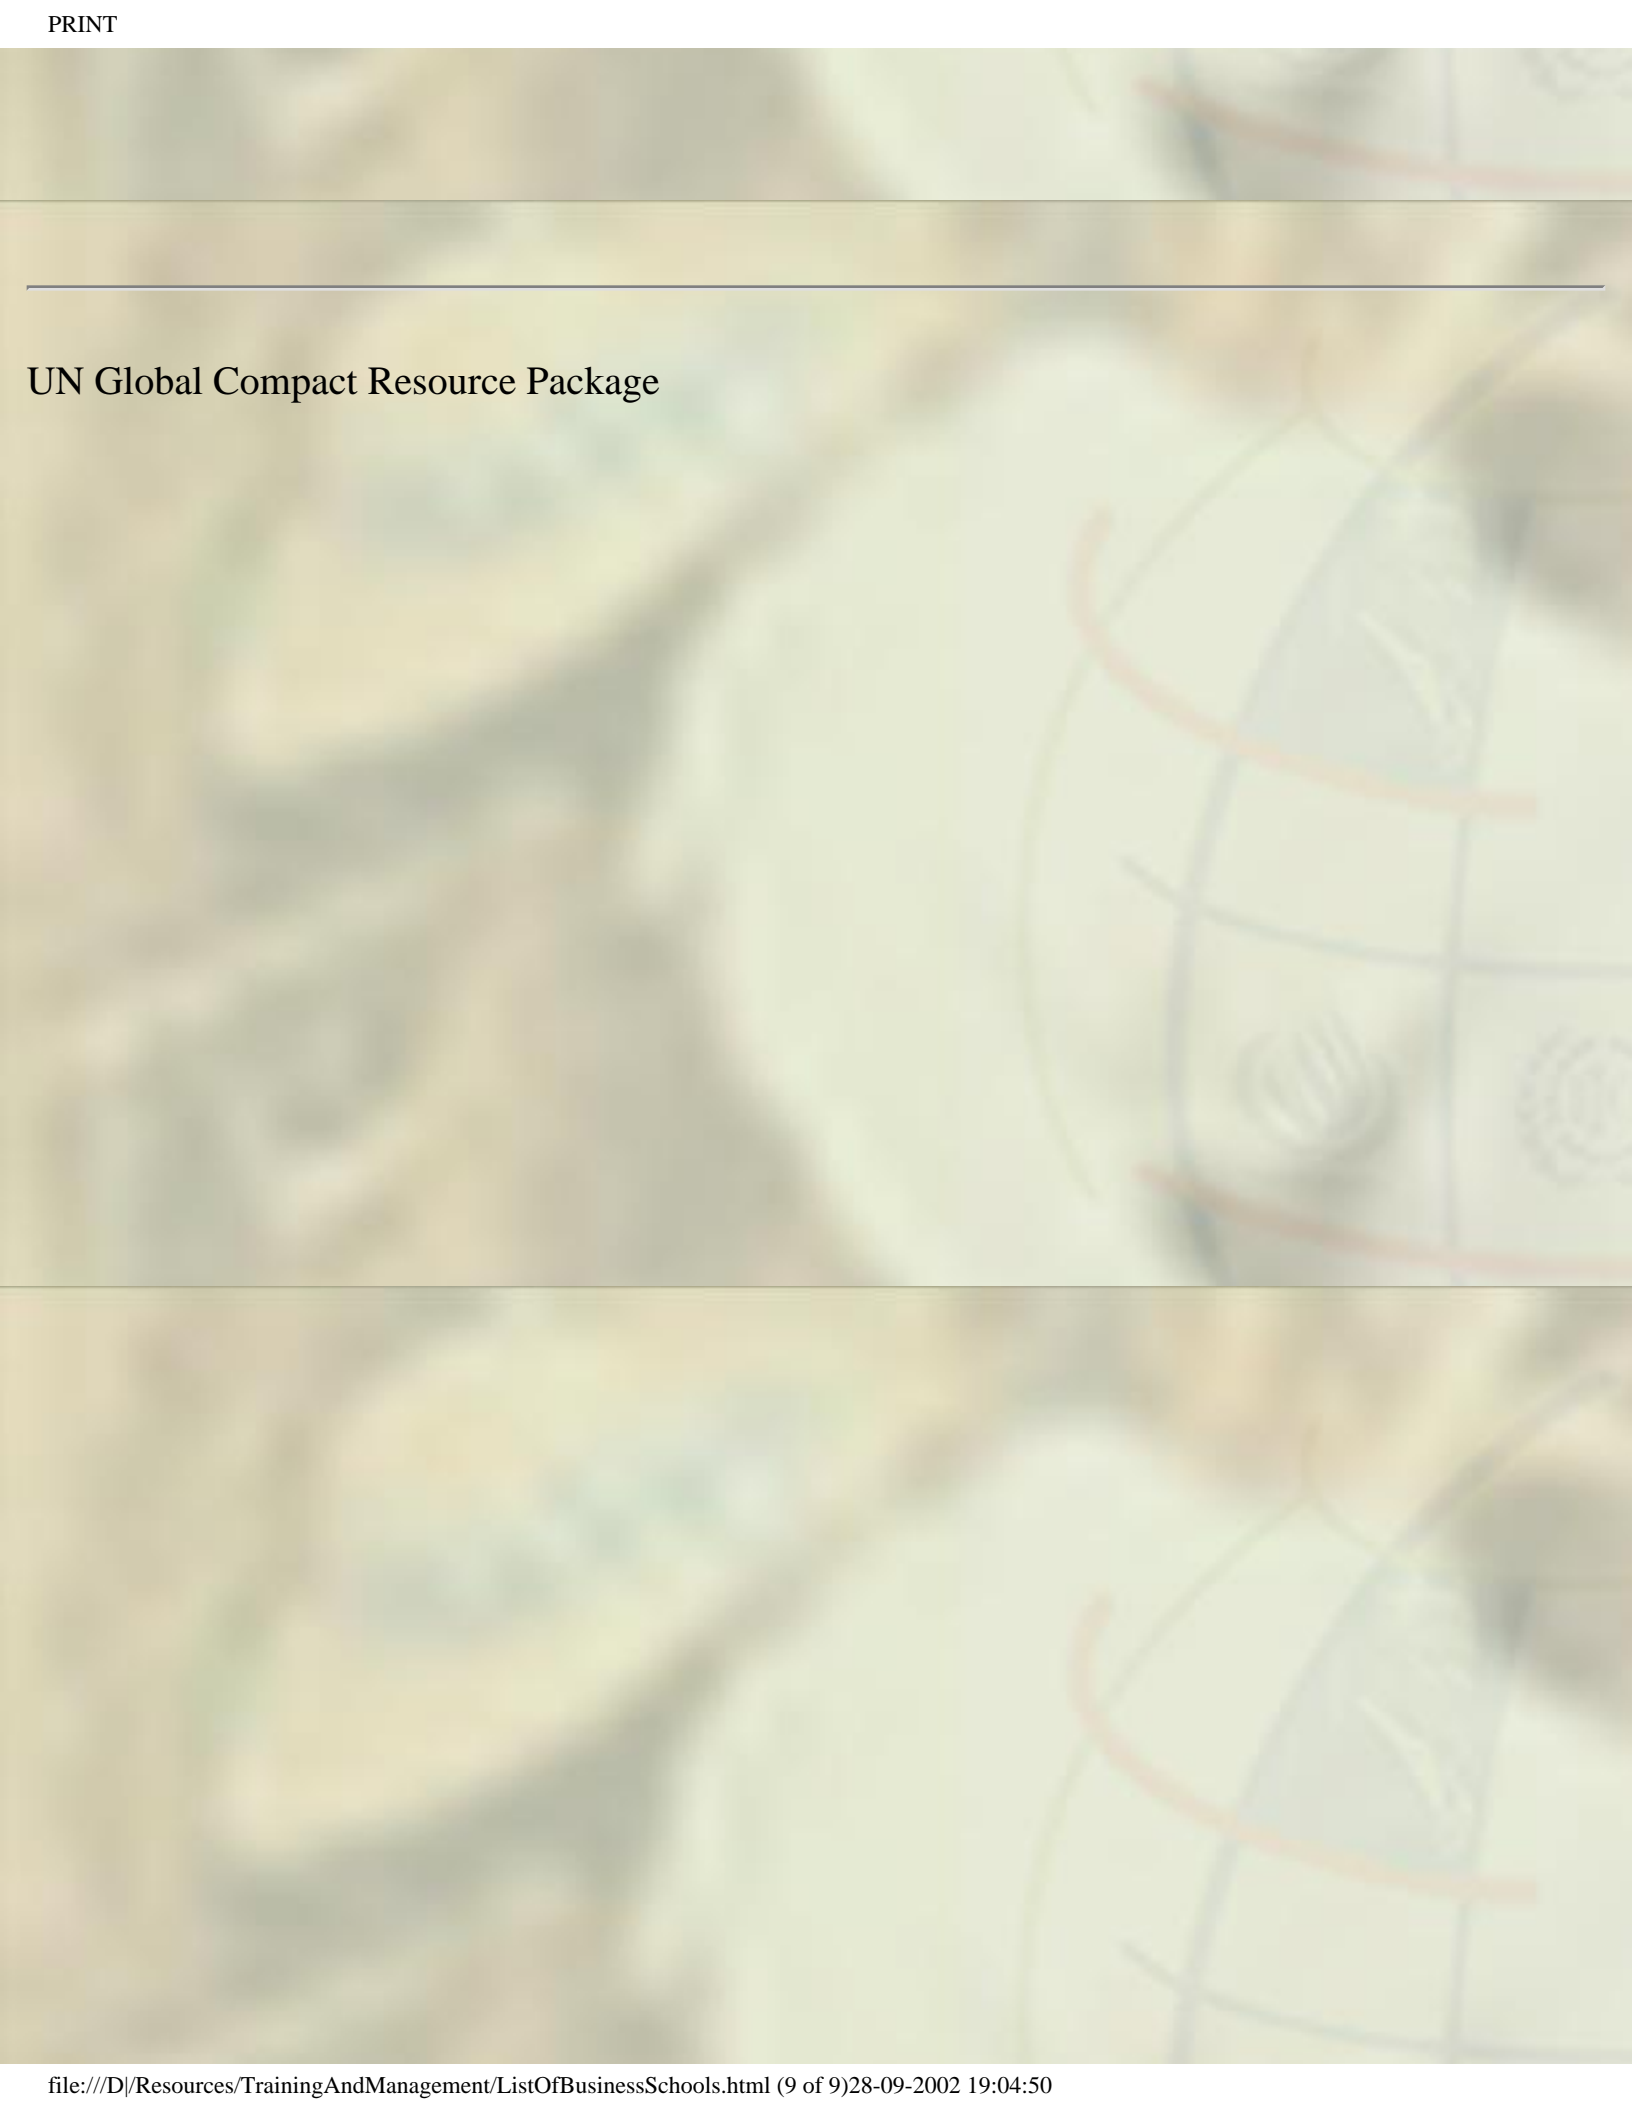 PRINT
UN Global Compact Resource Package
file:///D|/Resources/TrainingAndManagement/ListOfBusinessSchools.html (9 of 9)28-09-2002 19:04:50